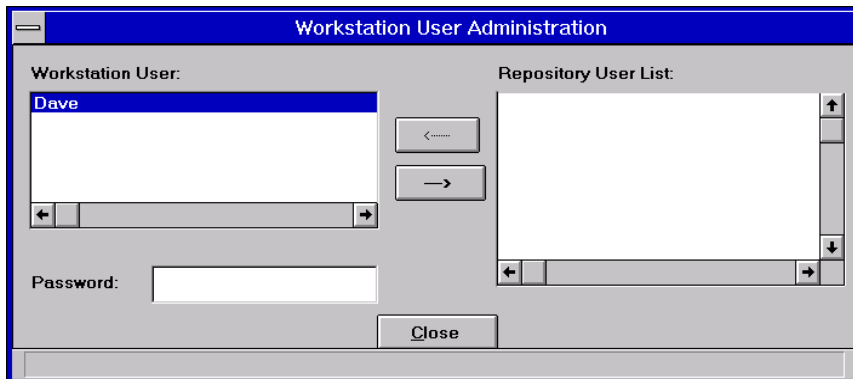 Workstation User Administration
Workstation User:
Repository User List:
Dave
Password:
Close